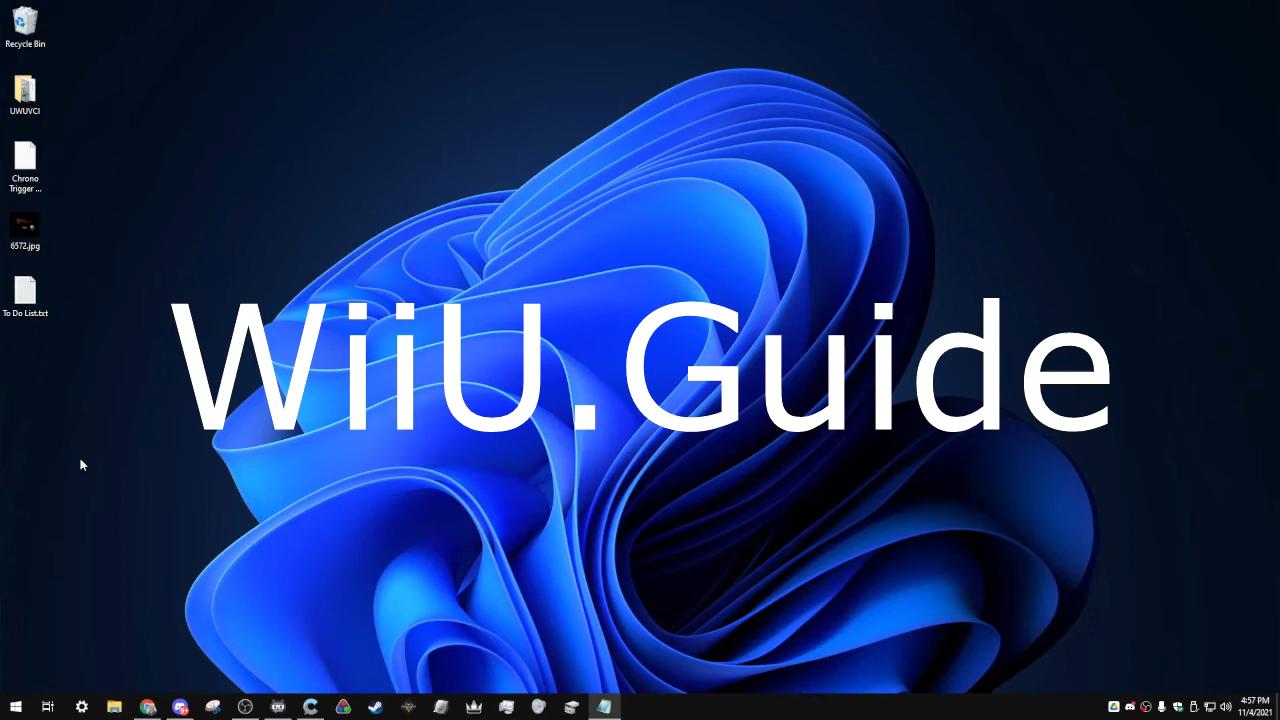 Recycle Bin
UWUVCI
Chrono
Trigger ...
6572.jpg
To Do List.txt
WiiU.Guide
4:57 PM
11/4/2021